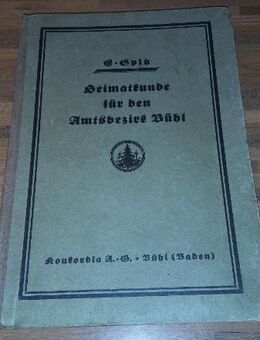 E. Spitz
Heimatkunde
für den
Amtsbezirk Bühl
Konkordia A.-G. - Bühl (Baden)